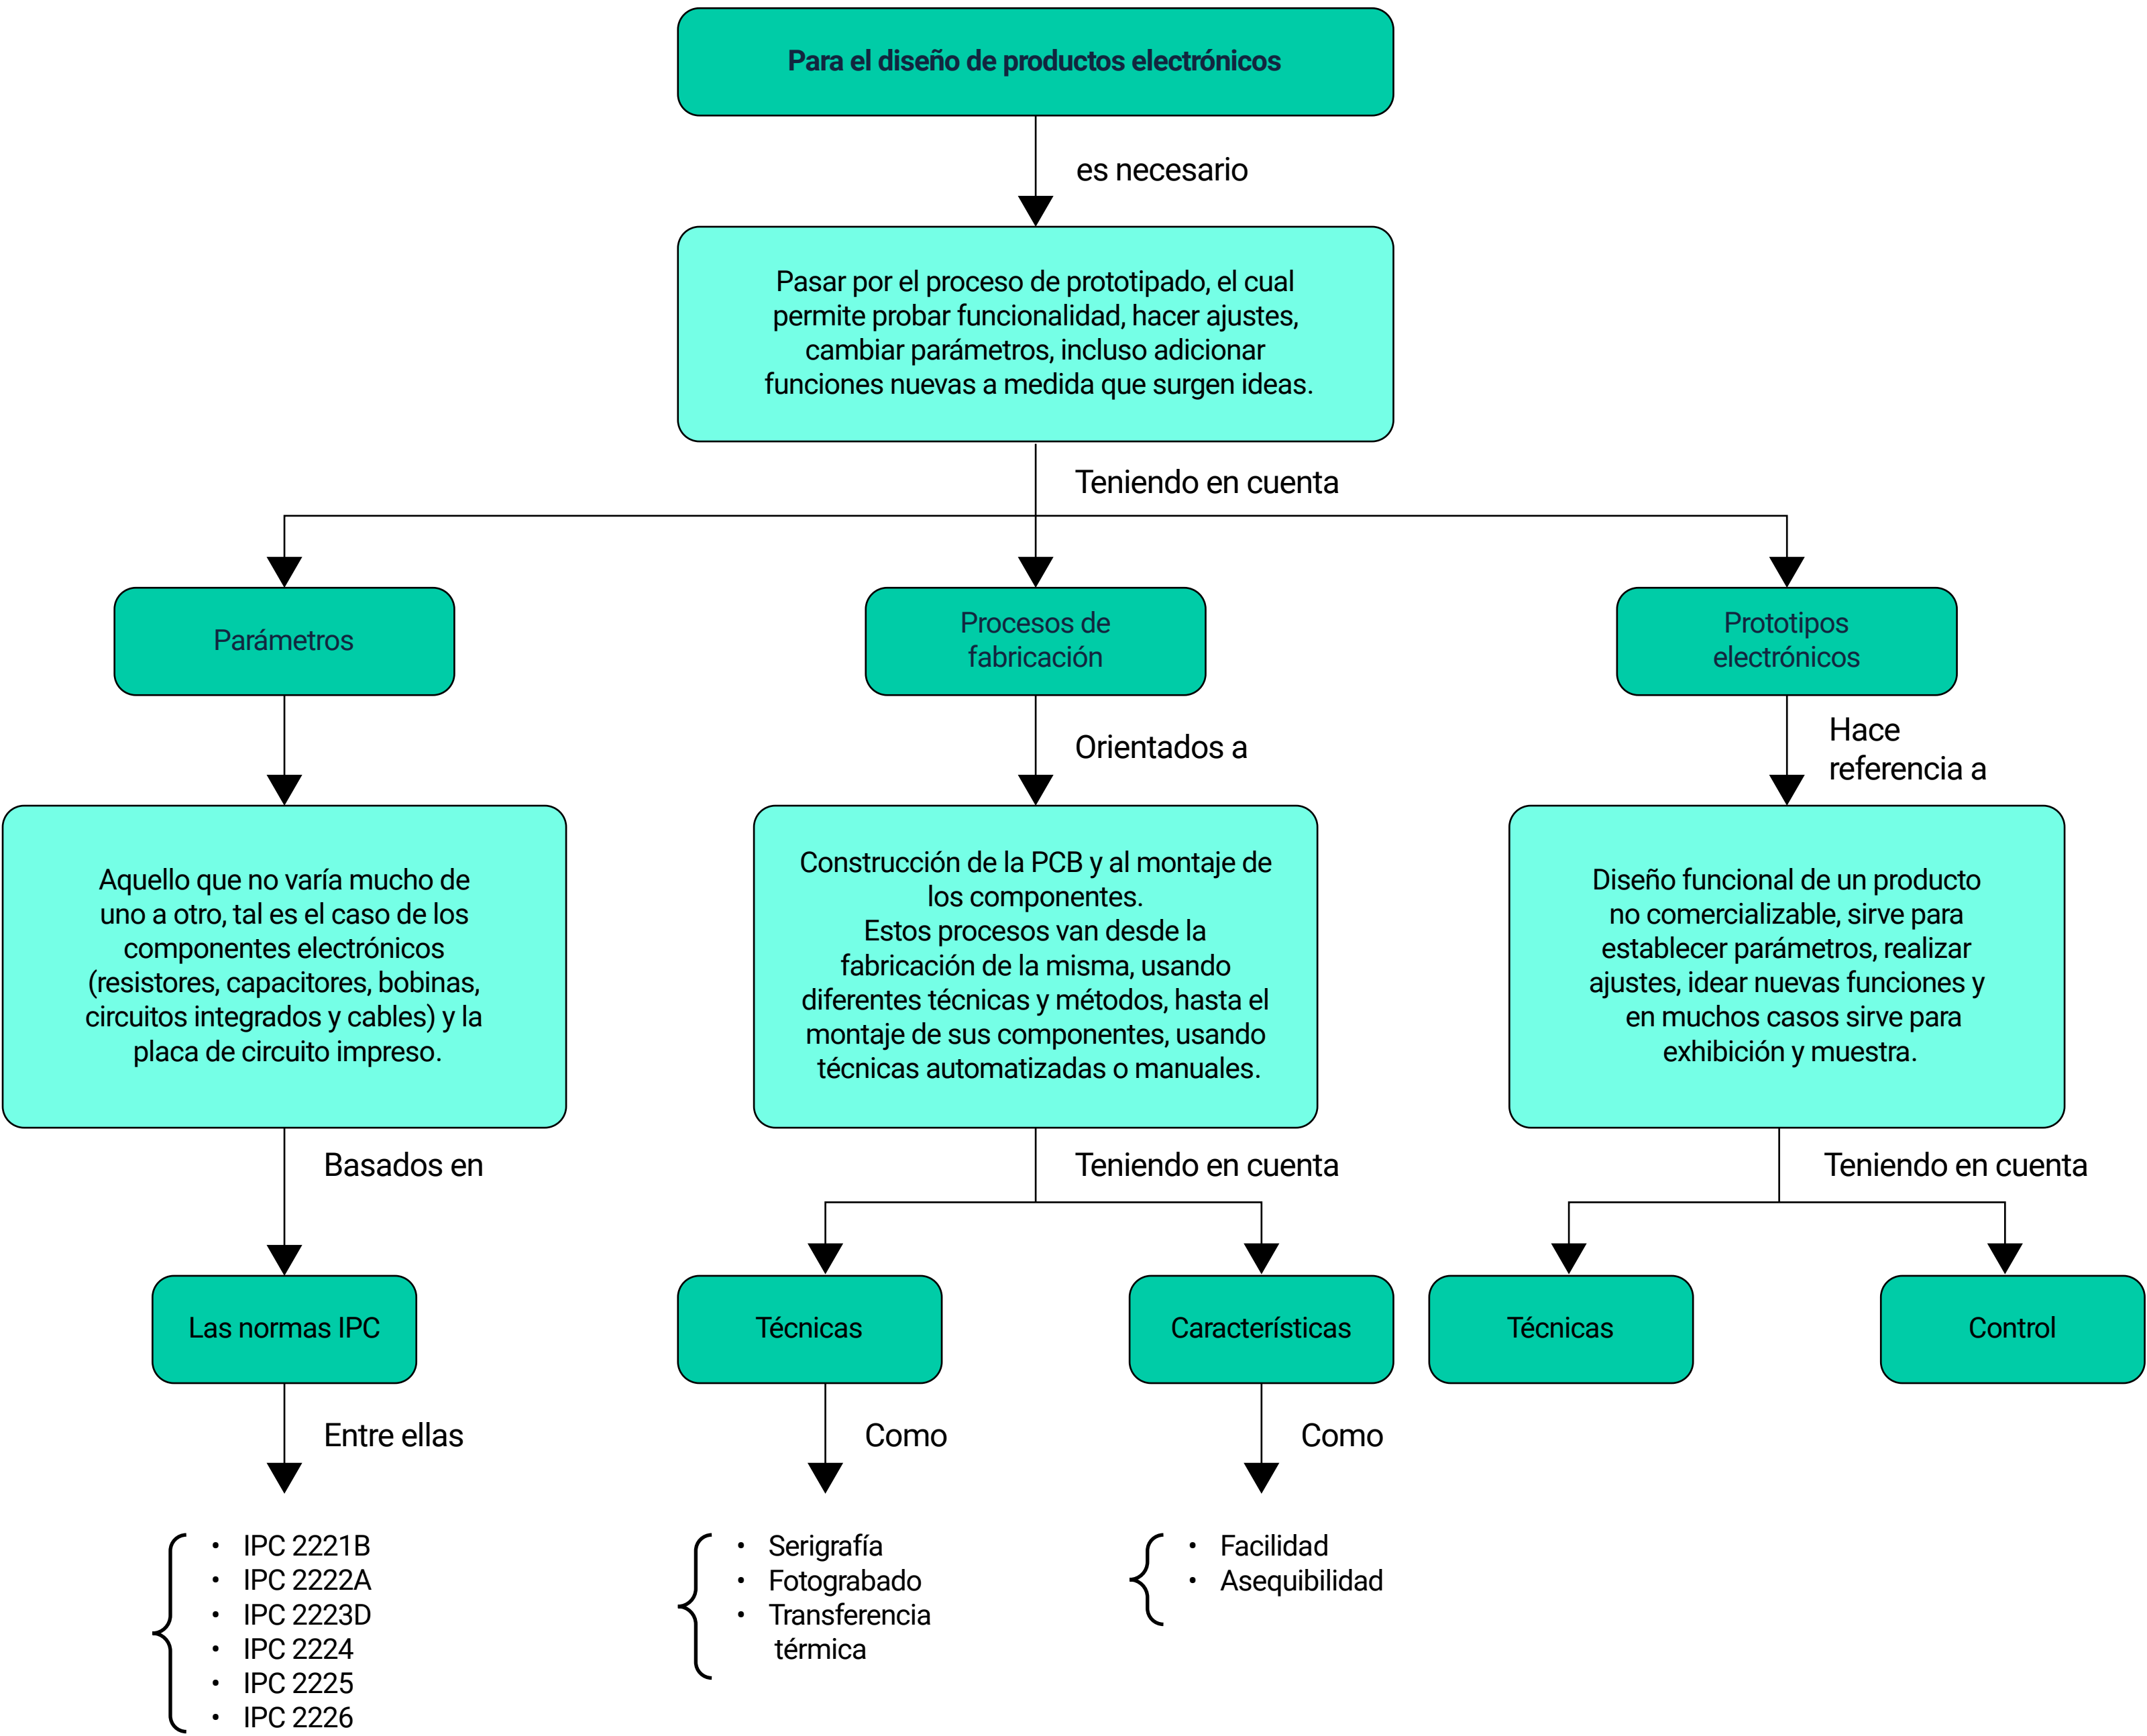 Para el diseño de productos electrónicos
es necesario
Pasar por el proceso de prototipado, el cual
permite probar funcionalidad, hacer ajustes,
cambiar parámetros, incluso adicionar
funciones nuevas a medida que surgen ideas.
Teniendo en cuenta
Parámetros
Aquello que no varía mucho de
uno a otro, tal es el caso de los
componentes electrónicos
(resistores, capacitores, bobinas,
circuitos integrados y cables) y la
placa de circuito impreso.
Basados en
Las normas IPC
Entre ellas
• IPC 2221B
• IPC 2222A
• IPC 2223D
• IPC 2224
• IPC 2225
• IPC 2226
Procesos de
fabricación
Orientados a
Construcción de la PCB y al montaje de
los componentes.
Estos procesos van desde la
fabricación de la misma, usando
diferentes técnicas y métodos, hasta el
montaje de sus componentes, usando
técnicas automatizadas o manuales.
Teniendo en cuenta
Técnicas
Como
• Serigrafía
• Fotograbado
• Transferencia
térmica
Características
Como
• Facilidad
• Asequibilidad
Prototipos
electrónicos
Hace
referencia a
Diseño funcional de un producto
no comercializable, sirve para
establecer parámetros, realizar
ajustes, idear nuevas funciones y
en muchos casos sirve para
exhibición y muestra.
Teniendo en cuenta
Técnicas
Control